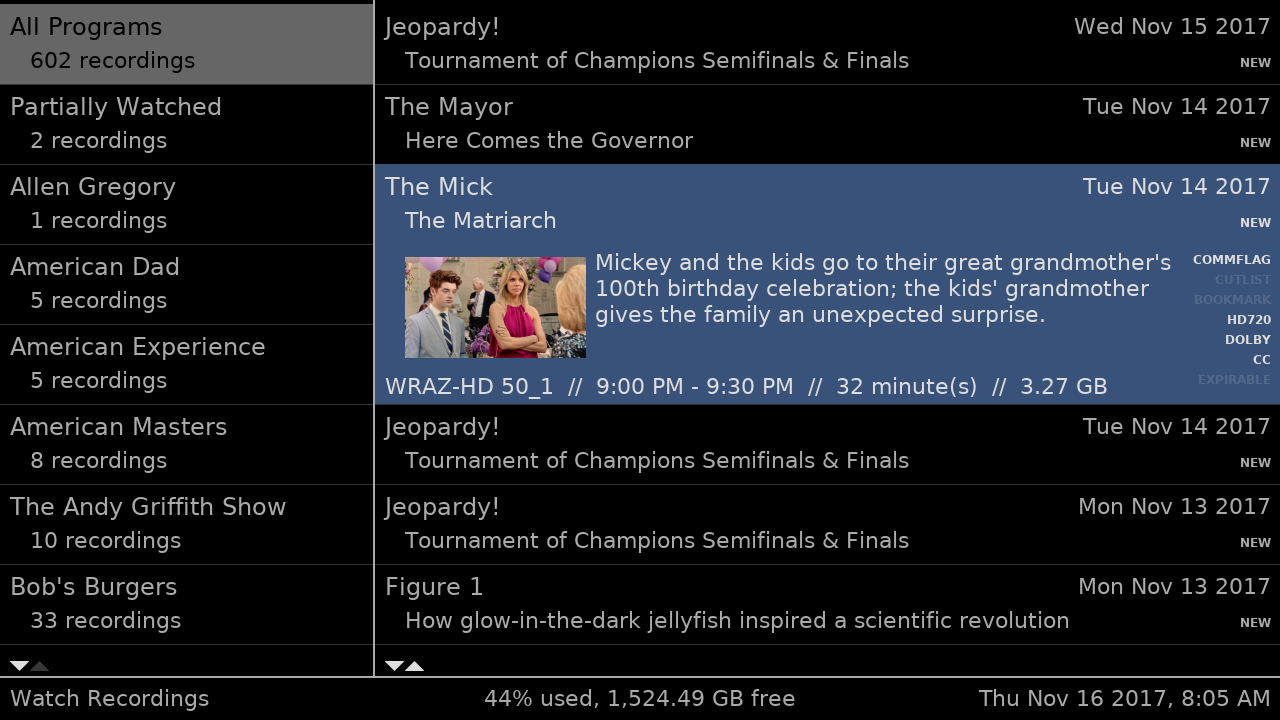 All Programs
602 recordings
Partially Watched
2 recordings
Allen Gregory
1 recordings
American Dad
5 recordings
American Experience
5 recordings
American Masters
8 recordings
The Andy Griffith Show
10 recordings
Bob's Burgers
33 recordings
Jeopardy! Wed Nov 15 2017
Tournament of Champions Semifinals & Finals NEW
The Mayor Tue Nov 14 2017
Here Comes the Governor NEW
The Mick Tue Nov 14 2017
The Matriarch NEW
Mickey and the kids go to their great grandmother's
100th birthday celebration; the kids' grandmother
gives the family an unexpected surprise.
COMMFLAG
CUTLIST
BOOKMARK
HD720
DOLBY
CC
EXPIRABLE
WRAZ-HD 50_1 // 9:00 PM - 9:30 PM // 32 minute(s) // 3.27 GB
Jeopardy! Tue Nov 14 2017
Tournament of Champions Semifinals & Finals NEW
Jeopardy! Mon Nov 13 2017
Tournament of Champions Semifinals & Finals NEW
Figure 1 Mon Nov 13 2017
How glow-in-the-dark jellyfish inspired a scientific revolution NEW
Watch Recordings 44% used, 1,524.49 GB free Thu Nov 16 2017, 8:05 AM